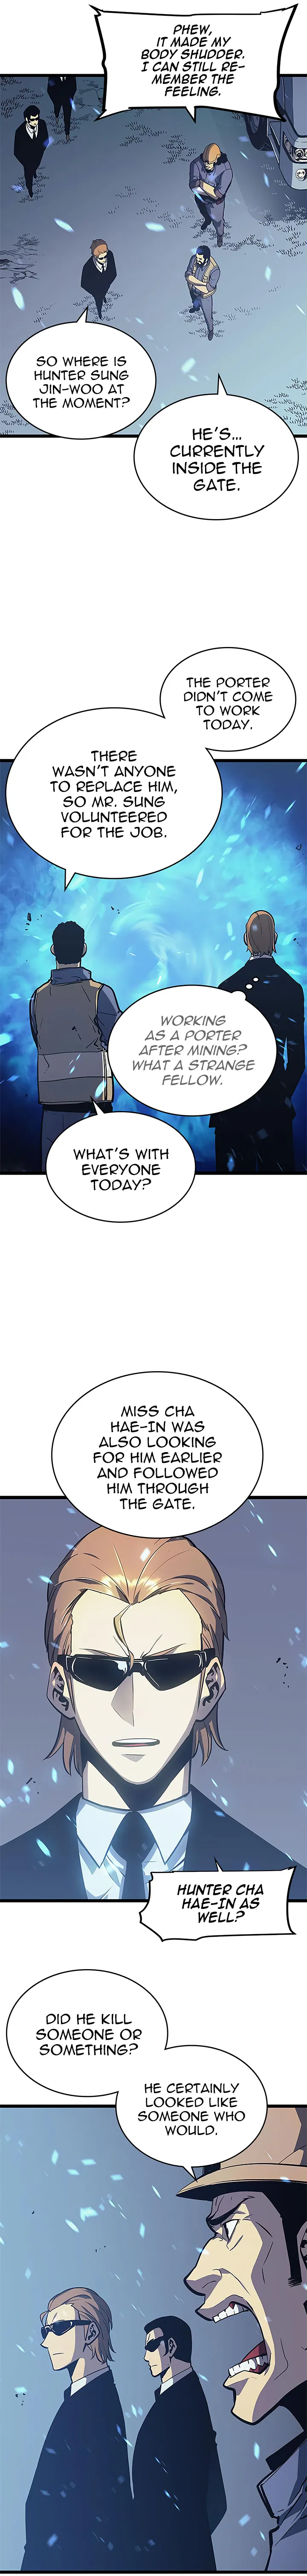 PHEW,
IT MADE MY
BODY SHUDDER.
I CAN STILL RE-
MEMBER THE
FEELING.
SO WHERE IS
HUNTER SUNG
JIN-WOO AT
THE MOMENT?
HE'S...
CURRENTLY
INSIDE THE
GATE.
THE PORTER
DIDN'T COME
TO WORK
TODAY.
THERE
WASN'T ANYONE
TO REPLACE HIM,
SO MR. SUNG
VOLUNTEERED
FOR THE JOB.
WORKING
AS A PORTER
AFTER MINING?
WHAT A STRANGE
FELLOW.
WHAT'S WITH
EVERYONE
TODAY?
MISS CHA
HAE-IN WAS
ALSO LOOKING
FOR HIM EARLIER
AND FOLLOWED
HIM THROUGH
THE GATE.
HUNTER CHA
HAE-IN AS
WELL?
DID HE KILL
SOMEONE OR
SOMETHING?
HE CERTAINLY
LOOKED LIKE
SOMEONE WHO
WOULD.